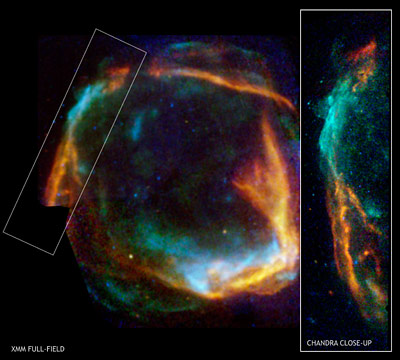 XMM FULL-FIELD
CHANDRA CLOSE-UP